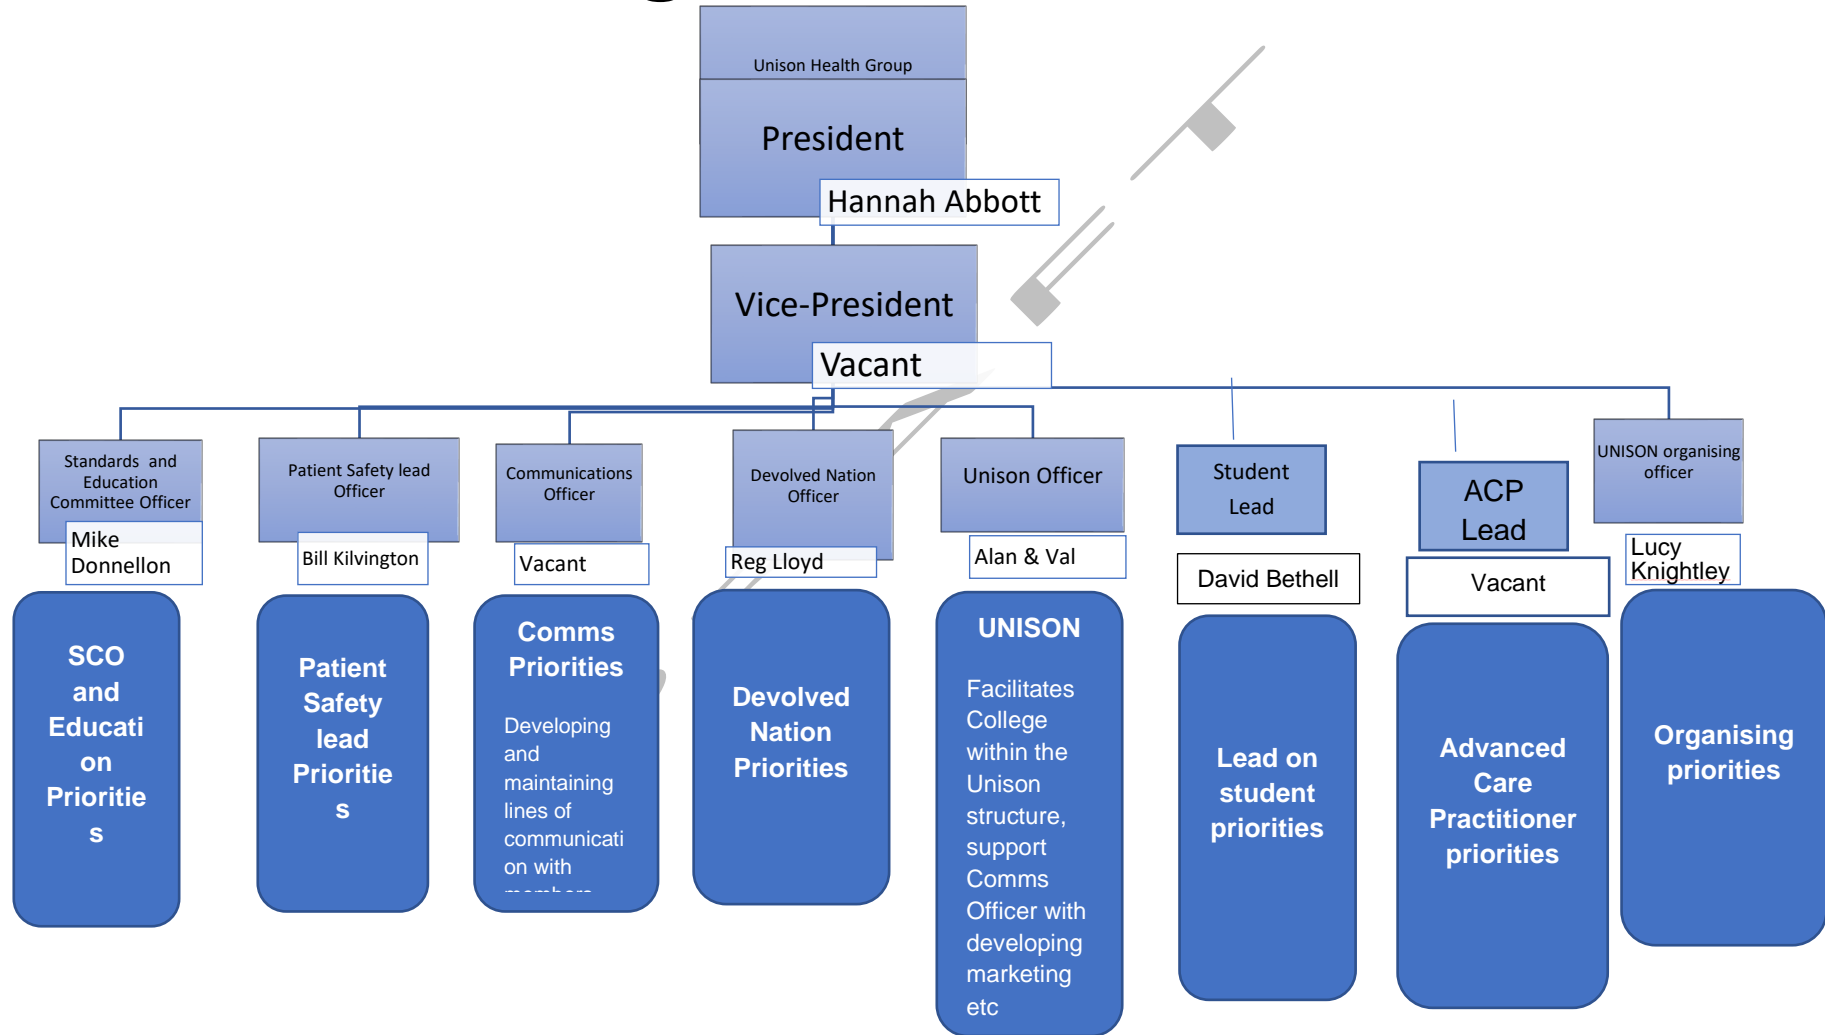 Unison Health Group
President
Hannah Abbott
Vice-President
Vacant
Standards and
Education
Committee Officer
Mike
Donnellon
Patient Safety lead
Officer
Bill Kilvington
Communications
Officer
Vacant
Devolved Nation
Officer
Reg Lloyd
Unison Officer
Alan & Val
Student
Lead
David Bethell
ACP
Lead
Vacant
UNISON organising
officer
Lucy
Knightley
SCO
and
Educati
on
Prioritie
s
Patient
Safety
lead
Prioritie
s
Comms
Priorities
Developing
and
maintaining
lines of
communicati
on with
members
Devolved
Nation
Priorities
UNISON
Facilitates
College
within the
Unison
structure,
support
Comms
Officer with
developing
marketing
etc
Lead on
student
priorities
Advanced
Care
Practitioner
priorities
Organising
priorities